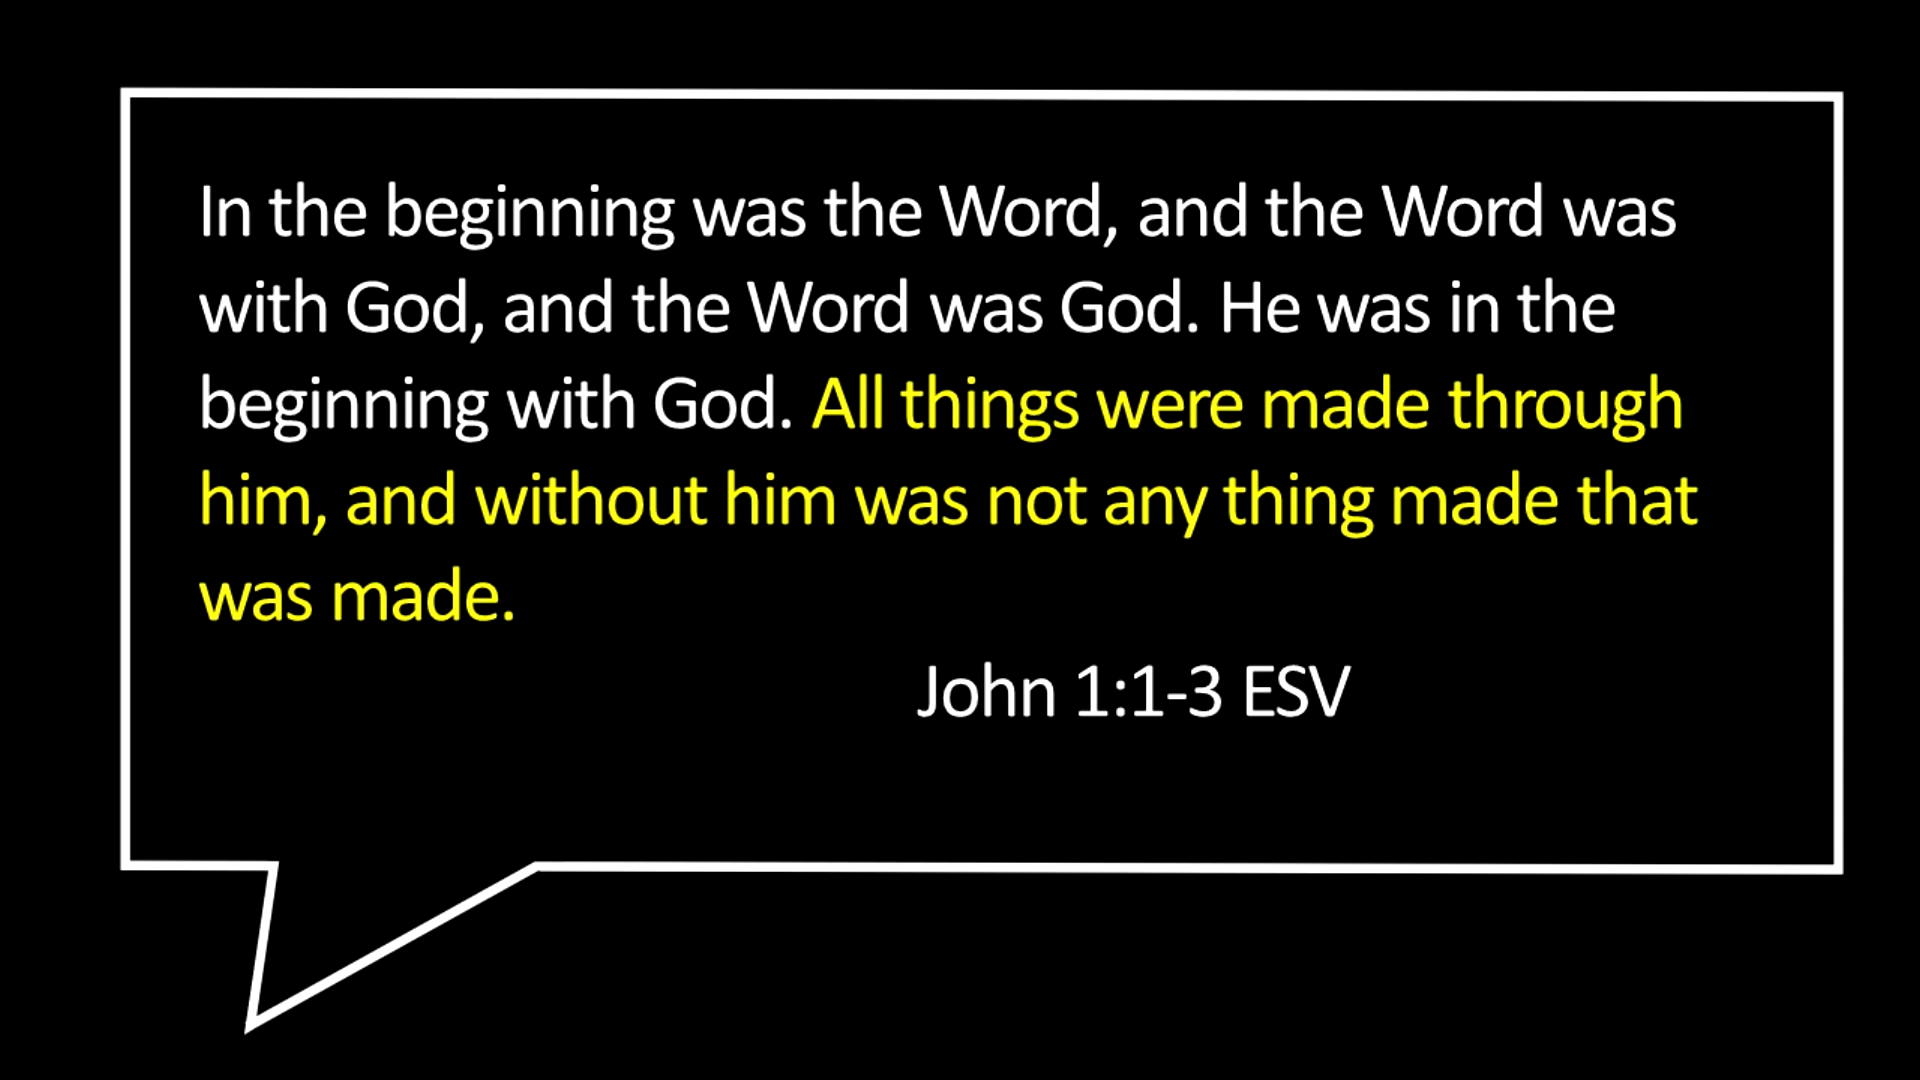 In the beginning was the Word, and the Word was
with God, and the Word was God. He was in the
beginning with God. All things were made through
him, and without him was not any thing made that
was made.
John 1:1-3 ESV